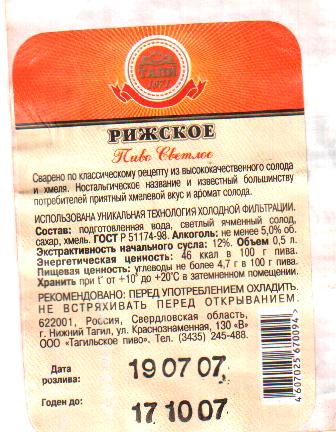 ТАГИЛ
1971
РИЖСКОЕ
Пиво Светлое
Сварено по классическому рецепту из высококачественного солода
и хмеля. Ностальгическое название и известный большинству
потребителей приятный хмелевой вкус и аромат солода.
ИСПОЛЬЗОВАНА УНИКАЛЬНАЯ ТЕХНОЛОГИЯ ХОЛОДНОЙ ФИЛЬТРАЦИИ.
Состав: подготовленная вода, светлый ячменный солод,
сахар, хмель. ГОСТ Р 51174-98. Алкоголь: не менее 5,0% об.
Экстрактивность начального сусла: 12%. Объем 0,5 л.
Энергетическая ценность: 46 ккал в 100 г пива.
Пищевая ценность: углеводы не более 4,7 г в 100 г пива.
Хранить при t° от +10° до +20°С в затемненном помещении.
РЕКОМЕНДОВАНО: ПЕРЕД УПОТРЕБЛЕНИЕМ ОХЛАДИТЬ.
НЕ ВСТРЯХИВАТЬ ПЕРЕД ОТКРЫВАНИЕМ.
622001, Россия, Свердловская область,
г. Нижний Тагил, ул. Краснознаменная, 130 «В»
ООО «Тагильское пиво». Тел. (3435) 245-488.
Дата
розлива:
19 07 07
Годен до:
17 10 07
4 607025 670094 >